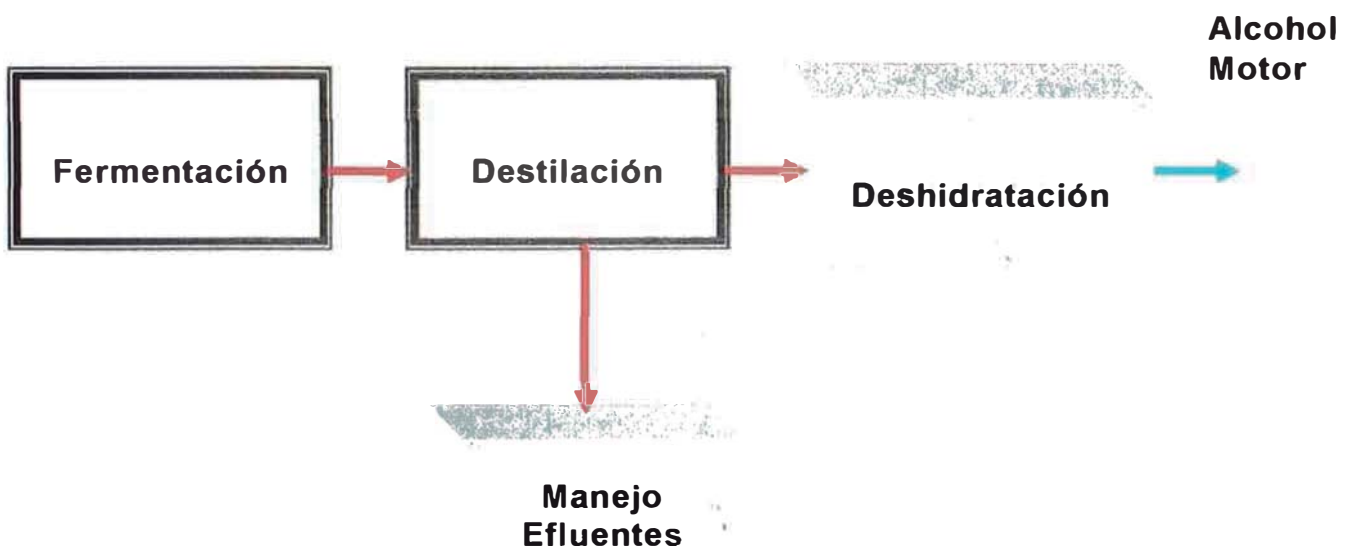 Alcohol
Motor
Fermentación
Destilación
Deshidratación
Manejo
Efluentes